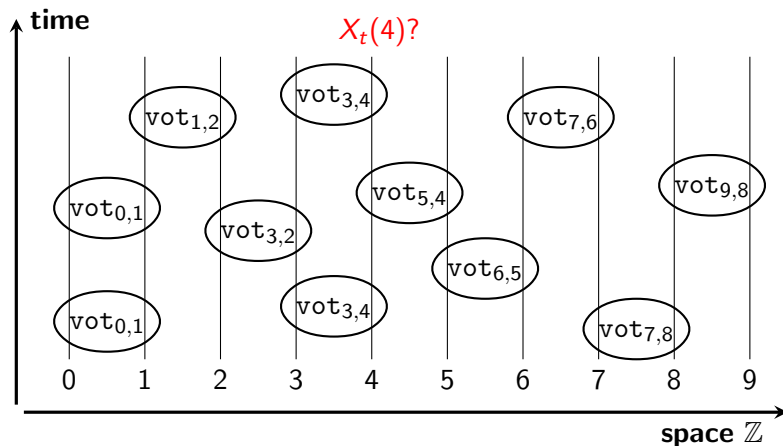 time
X_t(4)?
vot_{3,4}
vot_{1,2} vot_{7,6}
vot_{9,8}
vot_{5,4}
vot_{0,1}
vot_{3,2}
vot_{6,5}
vot_{3,4}
vot_{0,1}
vot_{7,8}
0 1 2 3 4 5 6 7 8 9
space ℤ